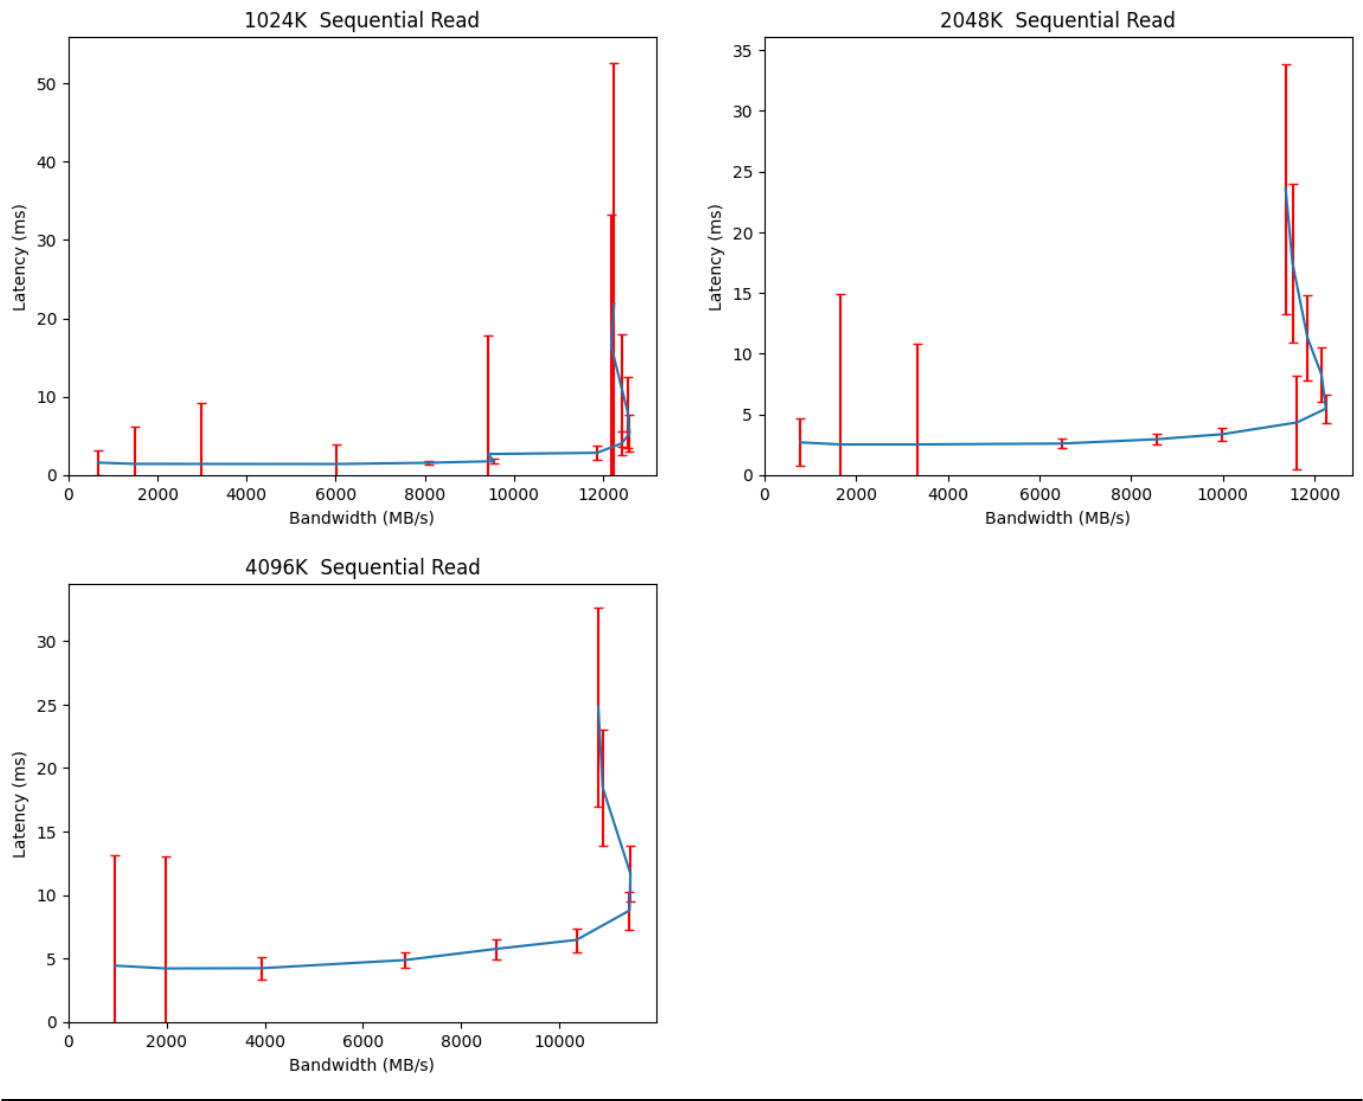 1024K  Sequential Read
50
40
30
20
10
0
Latency (ms)
0 2000 4000 6000 8000 10000 12000
Bandwidth (MB/s)
2048K  Sequential Read
35
30
25
20
15
10
5
0
Latency (ms)
0 2000 4000 6000 8000 10000 12000
Bandwidth (MB/s)
4096K  Sequential Read
30
25
20
15
10
5
0
Latency (ms)
0 2000 4000 6000 8000 10000
Bandwidth (MB/s)